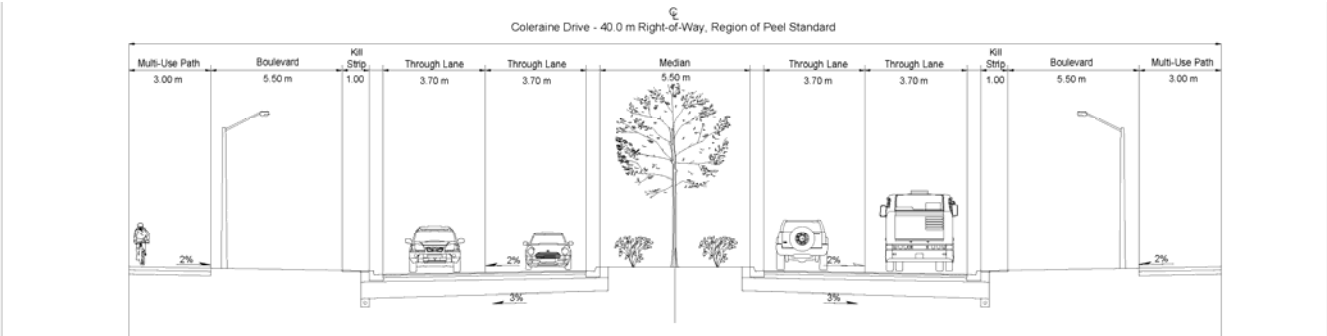 ℄
Coleraine Drive - 40.0 m Right-of-Way, Region of Peel Standard
Multi-Use Path
3.00 m
Boulevard
5.50 m
Kill
Strip
1.00
Through Lane
3.70 m
Through Lane
3.70 m
Median
5.50 m
Through Lane
3.70 m
Through Lane
3.70 m
Kill
Strip
1.00
Boulevard
5.50 m
Multi-Use Path
3.00 m
2%
2%
2%
2%
3%
3%